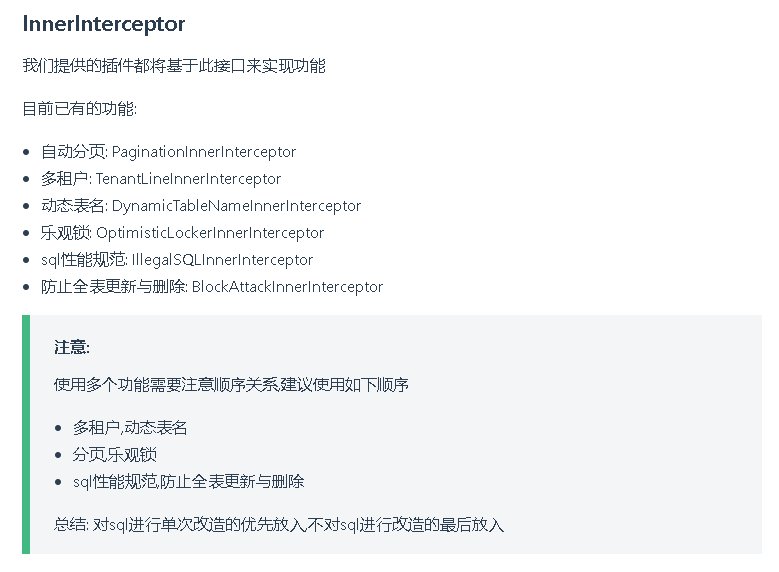 InnerInterceptor
我们提供的插件都将基于此接口来实现功能
目前已有的功能:
自动分页: PaginationInnerInterceptor
多租户: TenantLineInnerInterceptor
动态表名: DynamicTableNameInnerInterceptor
乐观锁: OptimisticLockerInnerInterceptor
sql性能规范: IllegalSQLInnerInterceptor
防止全表更新与删除: BlockAttackInnerInterceptor
注意:
使用多个功能需要注意顺序关系,建议使用如下顺序
多租户,动态表名
分页,乐观锁
sql性能规范,防止全表更新与删除
总结: 对sql进行单次改造的优先放入,不对sql进行改造的最后放入